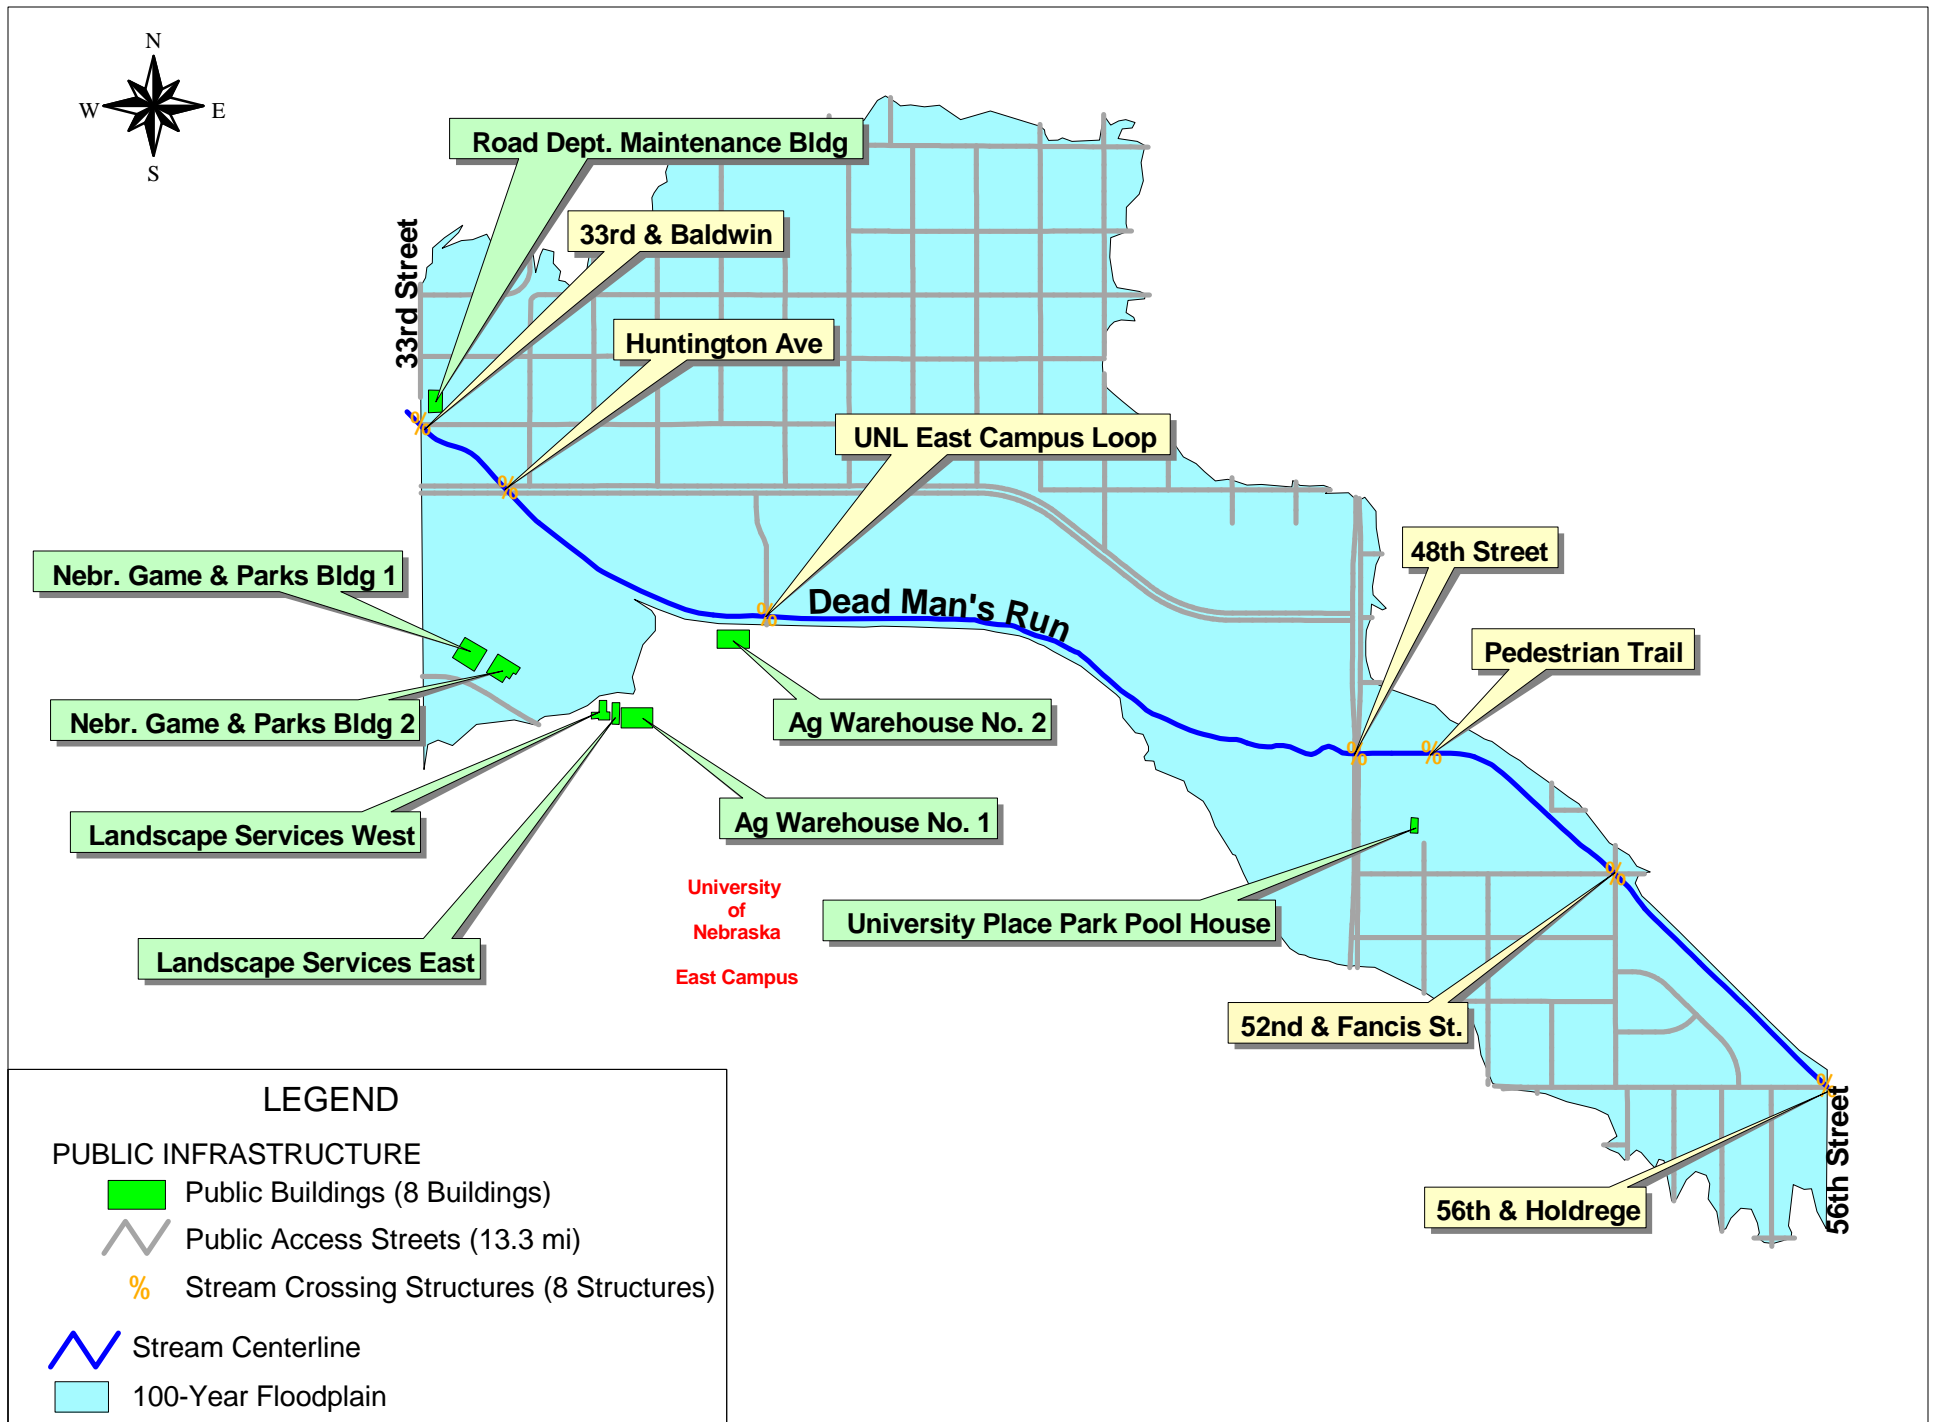 N
W E
S
Road Dept. Maintenance Bldg
33rd & Baldwin
33rd Street
Huntington Ave
UNL East Campus Loop
48th Street
Nebr. Game & Parks Bldg 1
Dead Man's Run
Pedestrian Trail
Nebr. Game & Parks Bldg 2
Ag Warehouse No. 2
Landscape Services West
Ag Warehouse No. 1
University
of
Nebraska
East Campus
University Place Park Pool House
Landscape Services East
52nd & Fancis St.
56th Street
56th & Holdrege
LEGEND
PUBLIC INFRASTRUCTURE
Public Buildings (8 Buildings)
Public Access Streets (13.3 mi)
% Stream Crossing Structures (8 Structures)
Stream Centerline
100-Year Floodplain